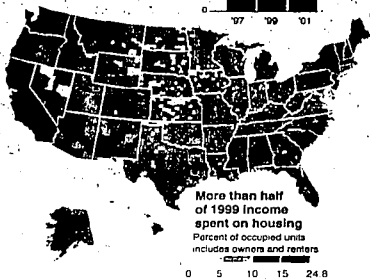 0
'97 '99 '01
More than half
of 1999 income
spent on housing
Percent of occupied units
includes owners and renters
0 5 10 15 24.8